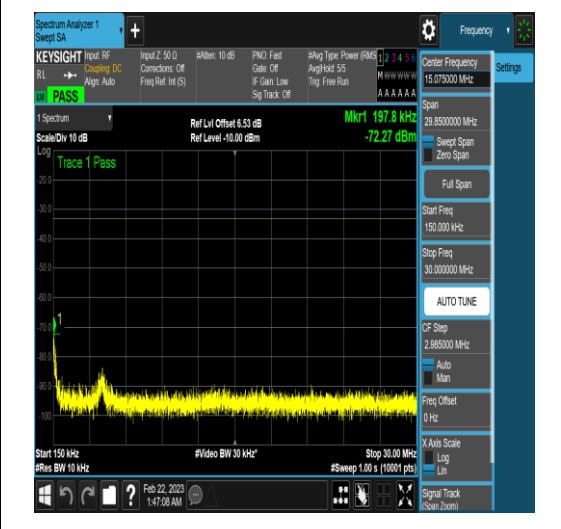 Spectrum Analyzer 1
Swept SA
+
Frequency
KEYSIGHT
RL
PASS
Input: RF
Coupling: DC
Align: Auto
Input Z: 50 Ω
Corrections: Off
Freq Ref: Int (S)
#Atten: 10 dB
PNO: Fast
Gate: Off
IF Gain: Low
Sig Track: Off
#Avg Type: Power (RMS
Avg|Hold: 5/5
Trig: Free Run
1 2 3 4 5 6
M W W W W W
A A A A A A
1 Spectrum
Scale/Div 10 dB
Ref Lvl Offset 6.53 dB
Ref Level -10.00 dBm
Mkr1 197.8 kHz
-72.27 dBm
Log
Trace 1 Pass
-20.0
-30.0
-40.0
-50.0
-60.0
-70.0
-80.0
-90.0
-100
1
Start 150 kHz
#Res BW 10 kHz
#Video BW 30 kHz*
Stop 30.00 MHz
#Sweep 1.00 s (10001 pts)
?
Feb 22, 2023
1:47:08 AM
Center Frequency
15.075000 MHz
Span
29.8500000 MHz
Swept Span
Zero Span
Full Span
Start Freq
150.000 kHz
Stop Freq
30.000000 MHz
AUTO TUNE
CF Step
2.985000 MHz
Auto
Man
Freq Offset
0 Hz
X Axis Scale
Log
Lin
Signal Track
(Span Zoom)
Settings